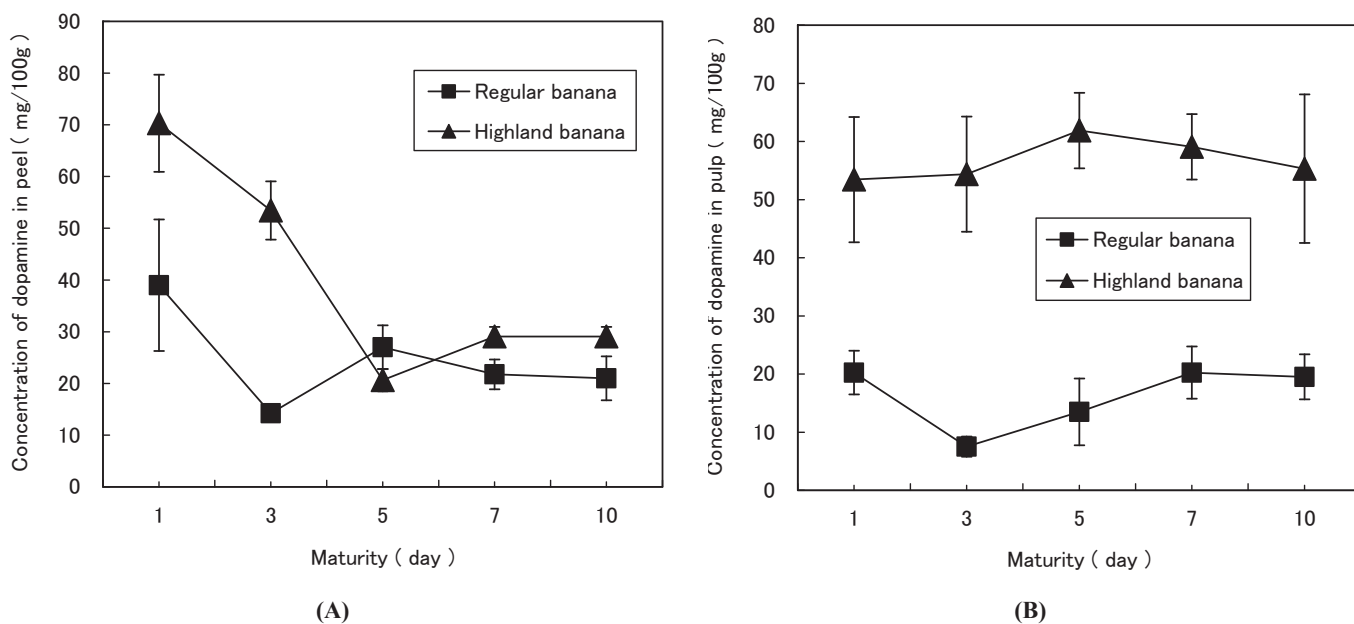 Concentration of dopamine in peel ( mg/100g )
90
80
70
60
50
40
30
20
10
0
Regular banana
Highland banana
1 3 5 7 10
Maturity ( day )
(A)
Concentration of dopamine in pulp ( mg/100g )
80
70
60
50
40
30
20
10
0
Regular banana
Highland banana
1 3 5 7 10
Maturity ( day )
(B)